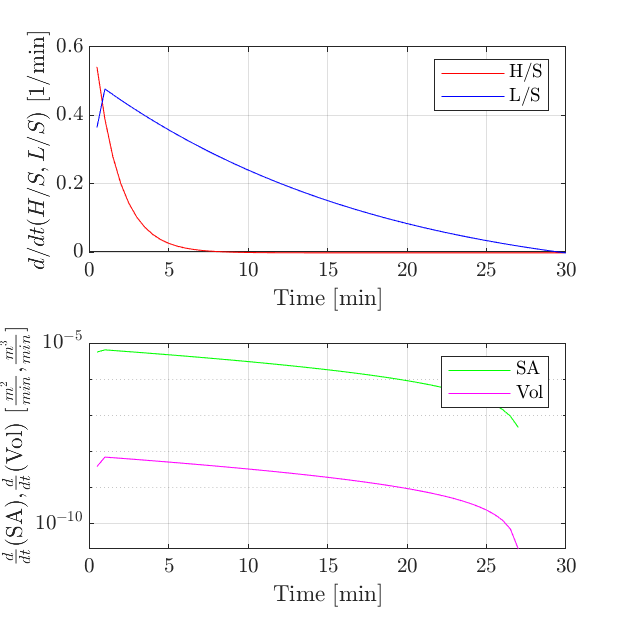 d/dt(H/S, L/S) [1/min]
0.6
0.4
0.2
0
H/S
L/S
0 5 10 15 20 25 30
Time [min]
d/dt(SA), d/dt(Vol) [m²/min, m³/min]
10⁻⁵
10⁻¹⁰
SA
Vol
0 5 10 15 20 25 30
Time [min]